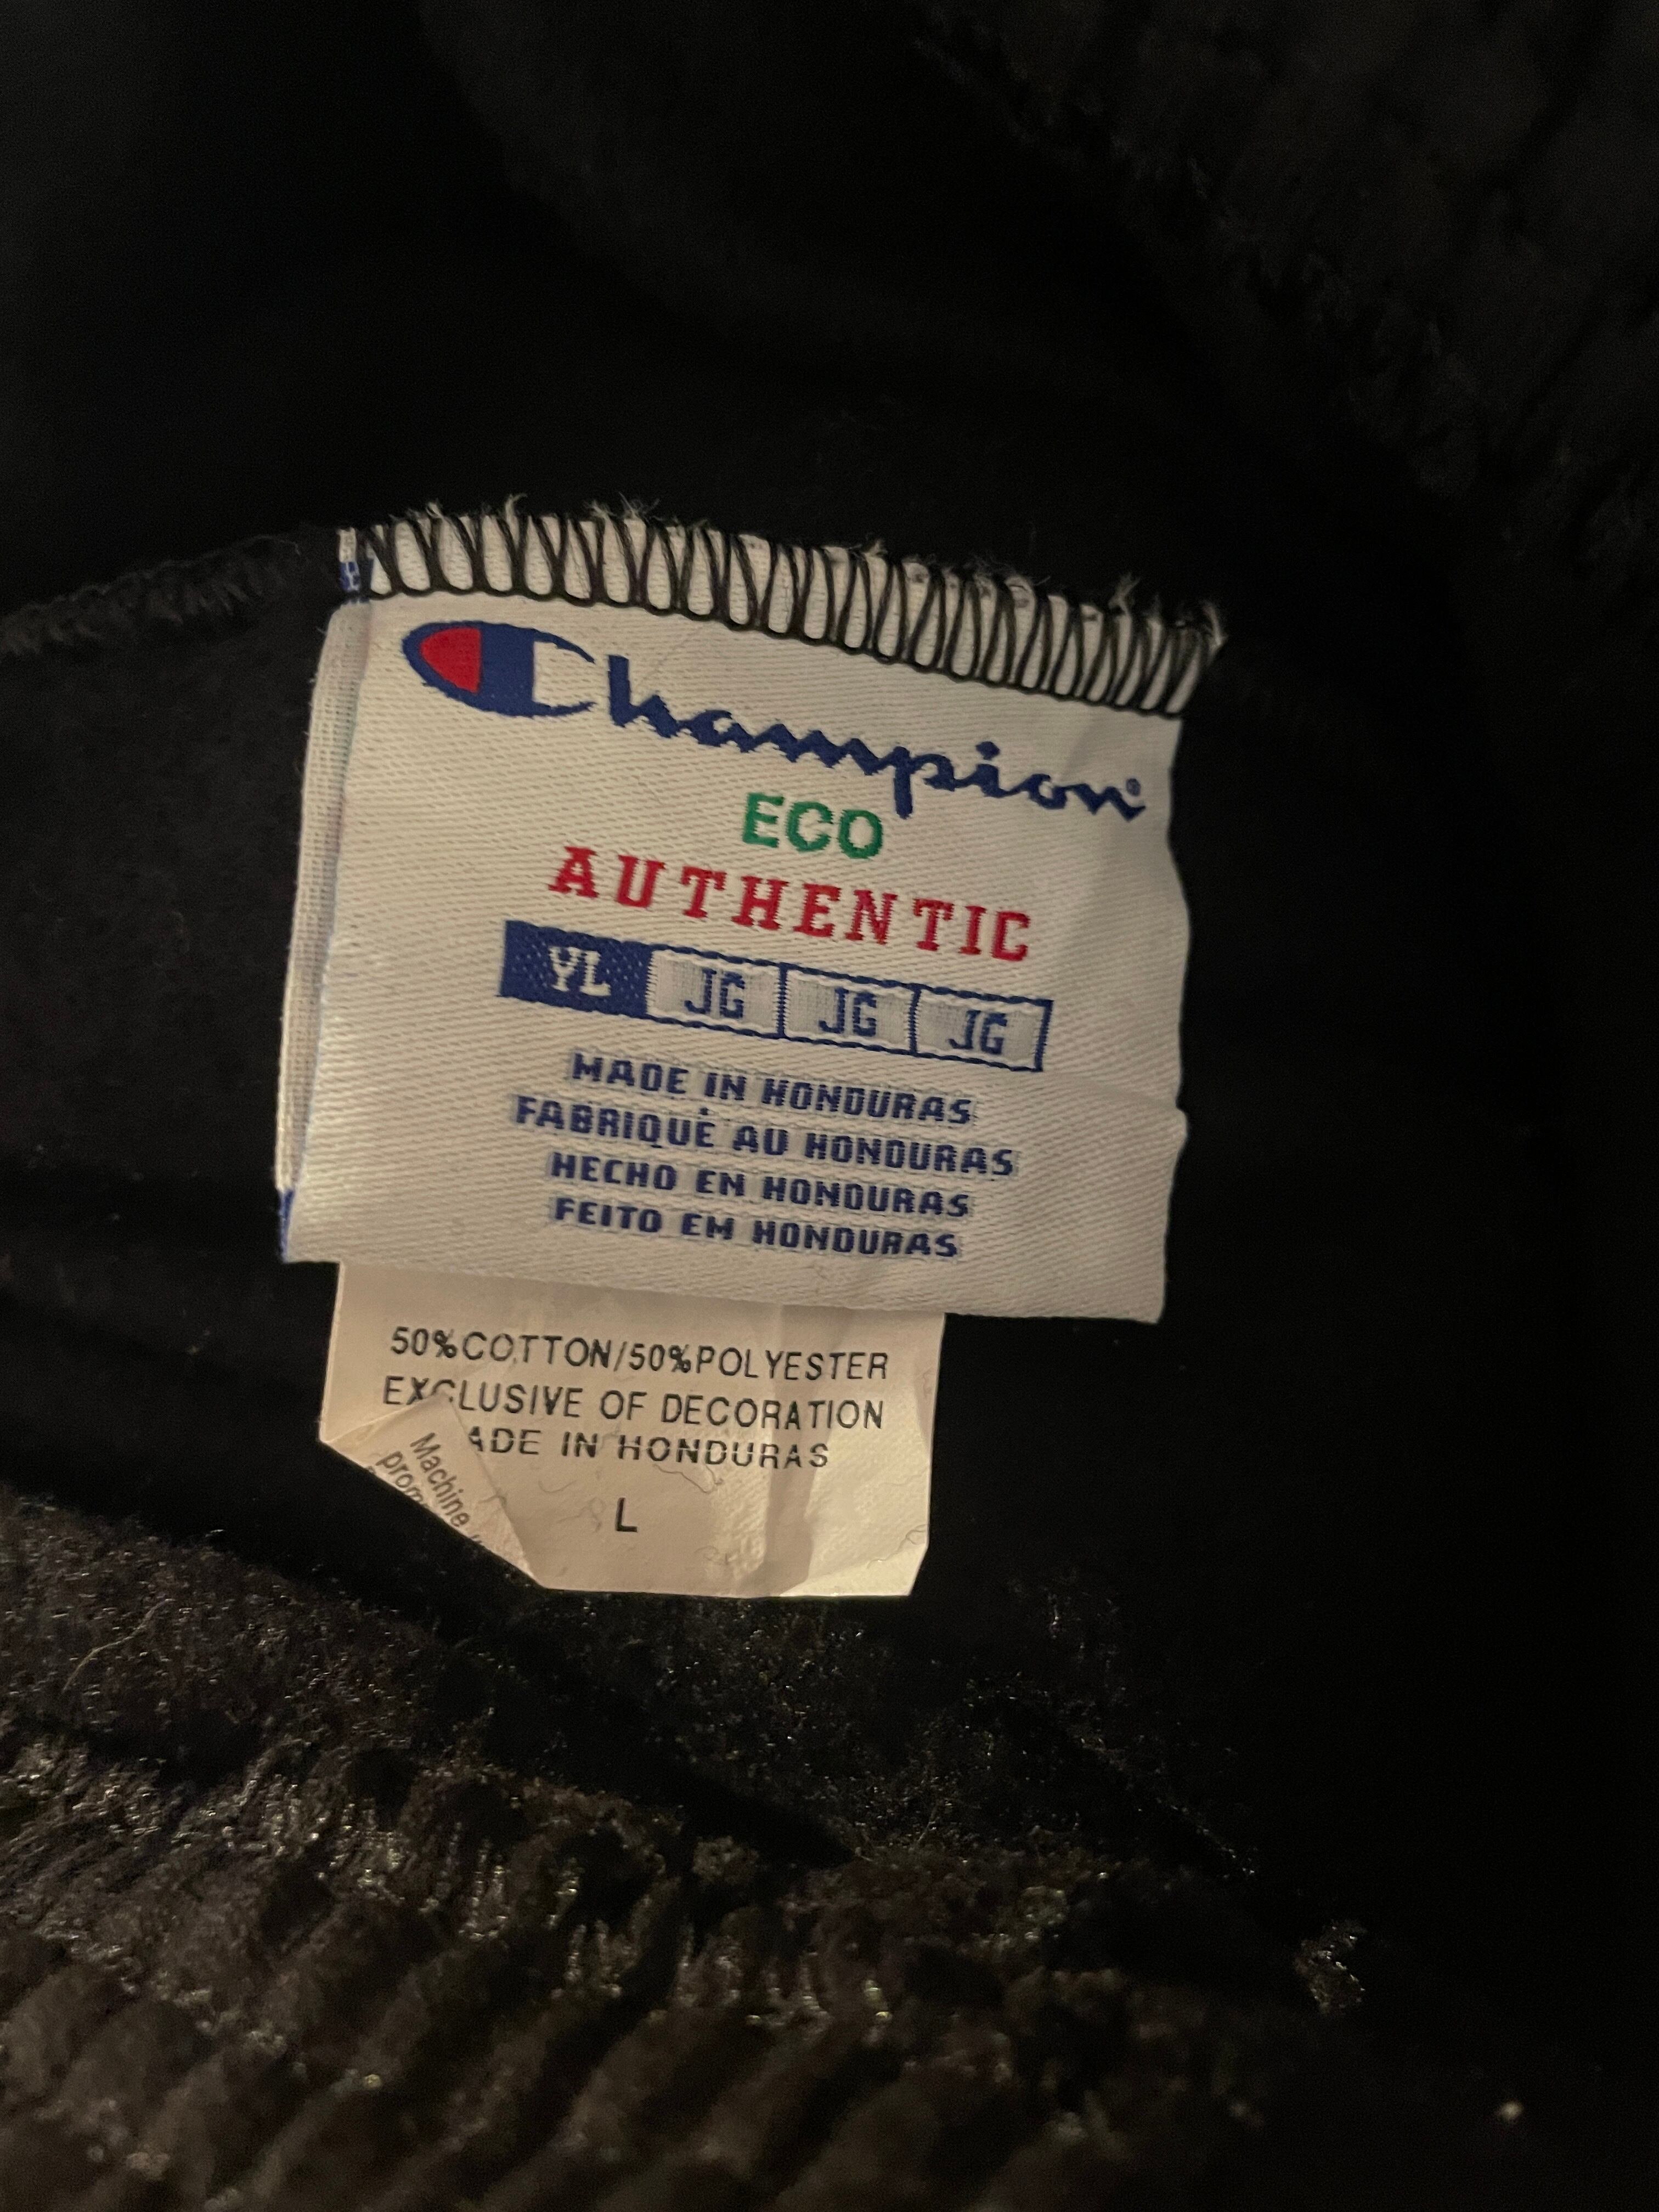 Champion®
ECO
AUTHENTIC
YL JG JG JG
MADE IN HONDURAS
FABRIQUÉ AU HONDURAS
HECHO EN HONDURAS
FEITO EM HONDURAS
50%COTTON/50%POLYESTER
EXCLUSIVE OF DECORATION
ADE IN HONDURAS
L
Machine
prom